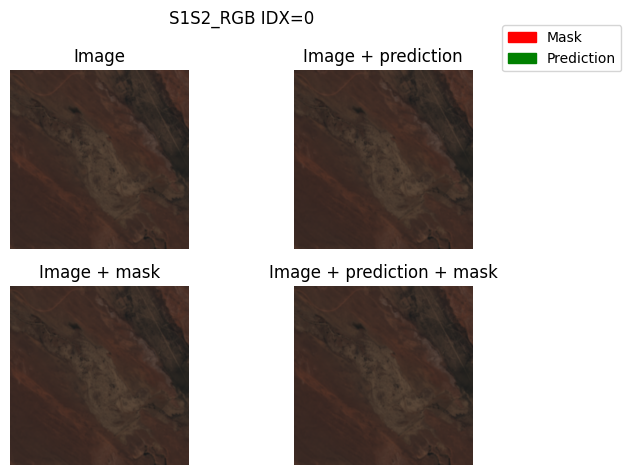 S1S2_RGB IDX=0
Mask
Prediction
Image
Image + prediction
Image + mask
Image + prediction + mask